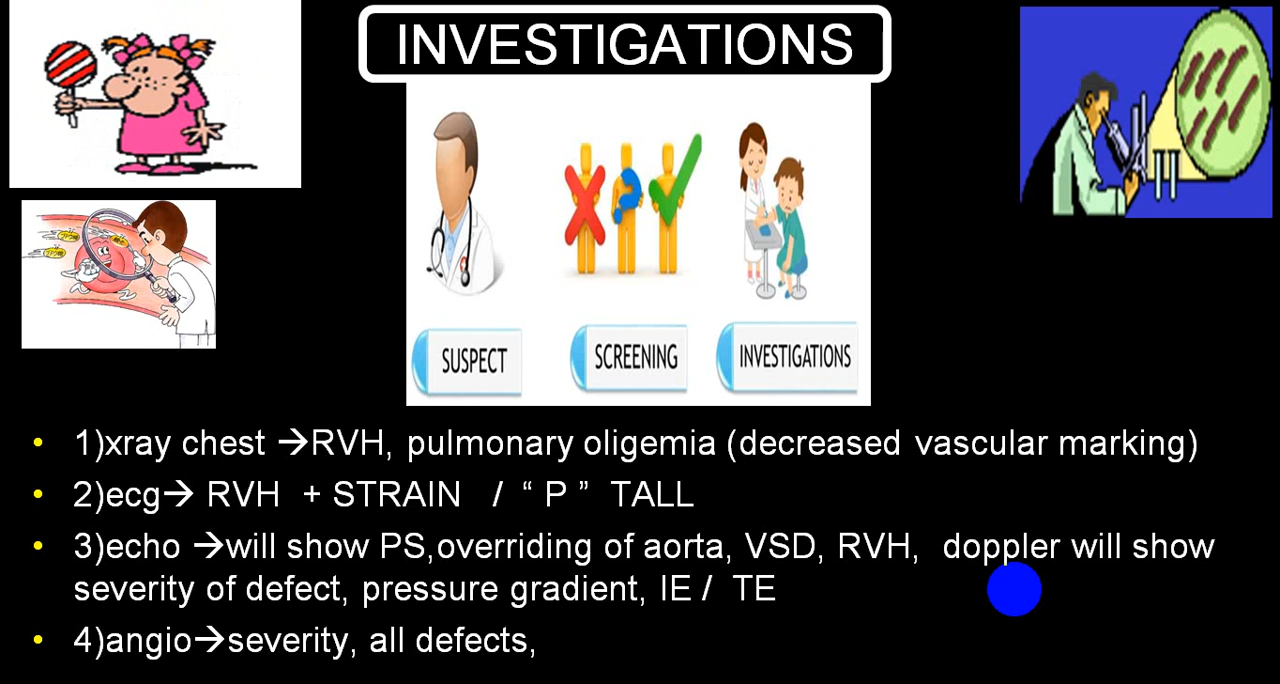 INVESTIGATIONS
SUSPECT
SCREENING
INVESTIGATIONS
• 1)xray chest →RVH, pulmonary oligemia (decreased vascular marking)
• 2)ecg→ RVH + STRAIN / “ P ” TALL
• 3)echo →will show PS,overriding of aorta, VSD, RVH, doppler will show
severity of defect, pressure gradient, IE / TE
• 4)angio→severity, all defects,